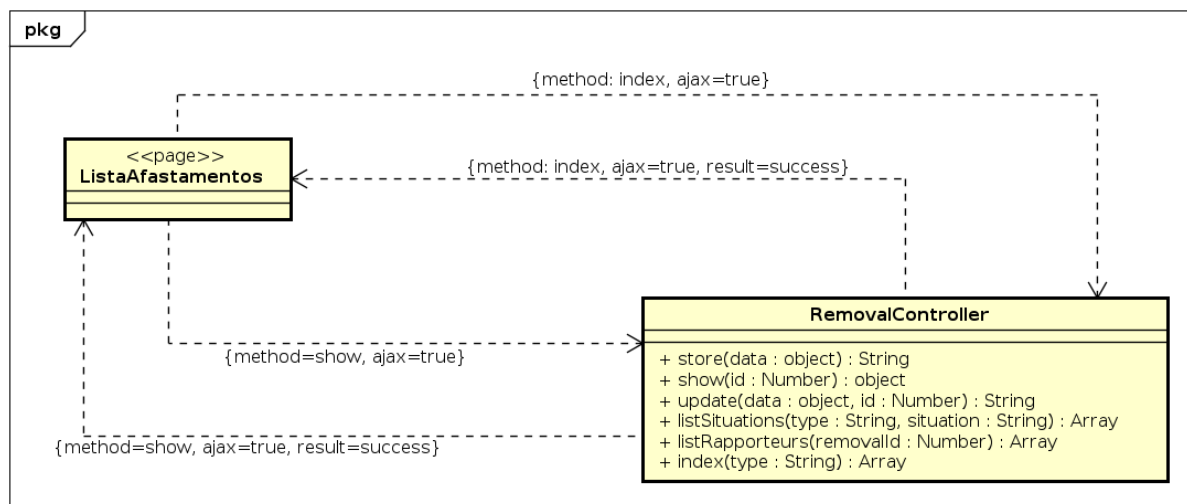 pkg
{method: index, ajax=true}
<<page>>
ListaAfastamentos
{method: index, ajax=true, result=success}
RemovalController
{method=show, ajax=true}
+ store(data : object) : String
+ show(id : Number) : object
+ update(data : object, id : Number) : String
+ listSituations(type : String, situation : String) : Array
+ listRapporteurs(removalId : Number) : Array
+ index(type : String) : Array
{method=show, ajax=true, result=success}